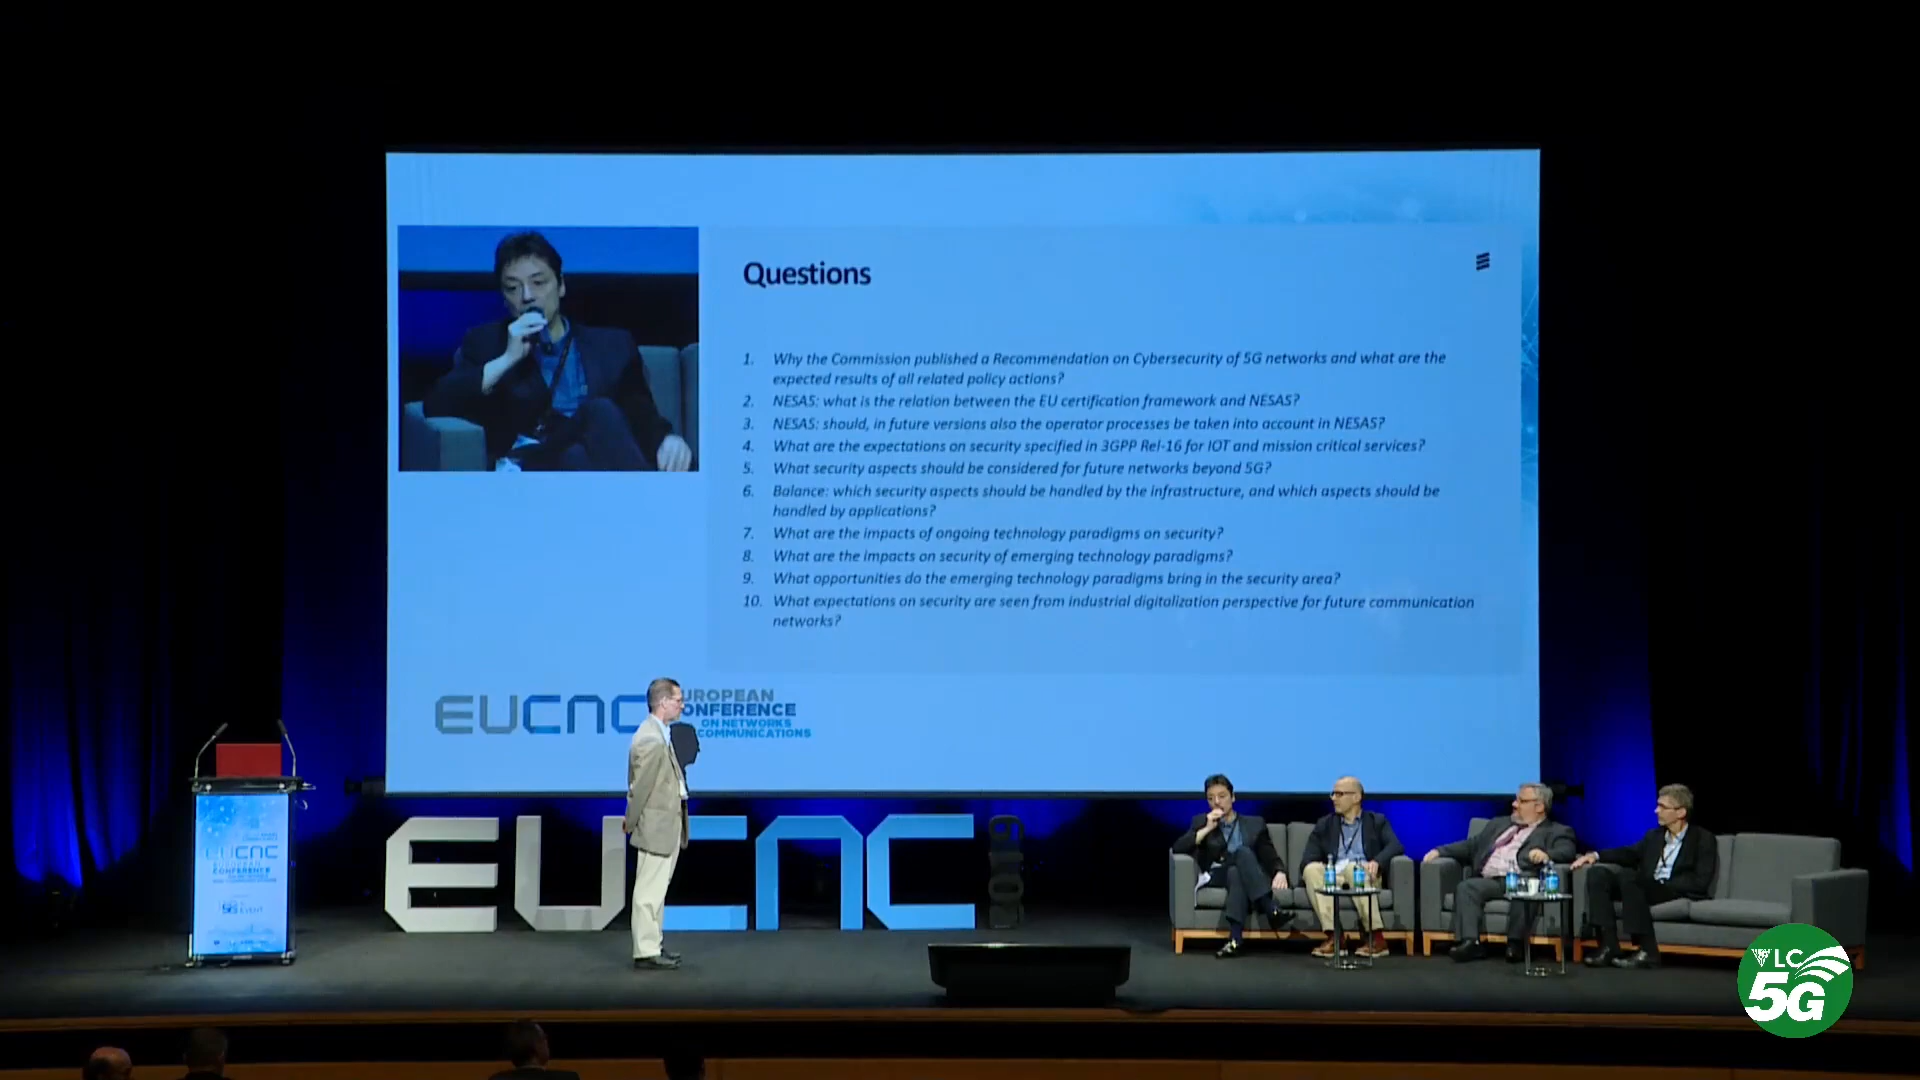 Questions
1. Why the Commission published a Recommendation on Cybersecurity of 5G networks and what are the
expected results of all related policy actions?
2. NESAS: what is the relation between the EU certification framework and NESAS?
3. NESAS: should, in future versions also the operator processes be taken into account in NESAS?
4. What are the expectations on security specified in 3GPP Rel-16 for IOT and mission critical services?
5. What security aspects should be considered for future networks beyond 5G?
6. Balance: which security aspects should be handled by the infrastructure, and which aspects should be
handled by applications?
7. What are the impacts of ongoing technology paradigms on security?
8. What are the impacts on security of emerging technology paradigms?
9. What opportunities do the emerging technology paradigms bring in the security area?
10. What expectations on security are seen from industrial digitalization perspective for future communication
networks?
EUCNC
UROPEAN
ONFERENCE
ON NETWORKS
COMMUNICATIONS
EUCNC
EUCNC
CONFERENCE
5G EVENT
VLC
5G